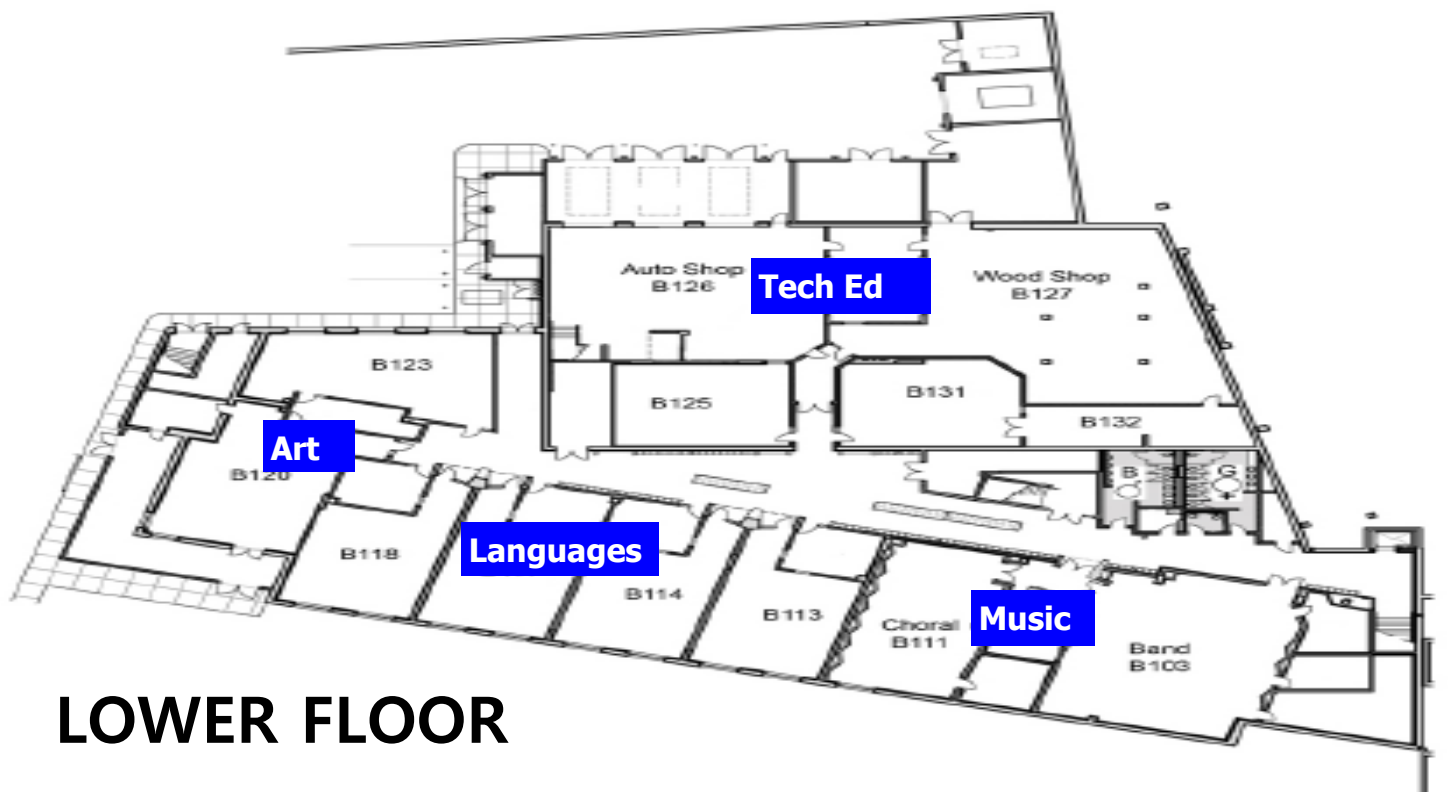 Auto Shop
B126
Tech Ed
Wood Shop
B127
B123
B125
B131
B132
Art
B120
B
G
B118
Languages
B114
B113
Choral
B111
Music
Band
B103
LOWER FLOOR